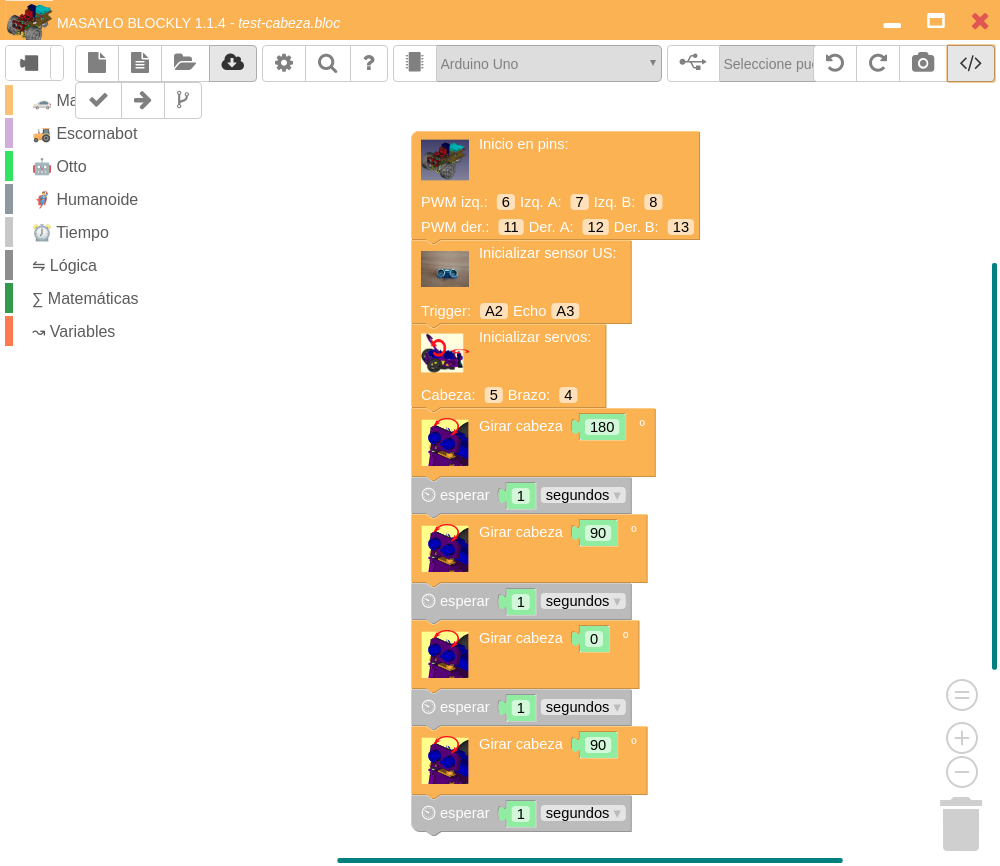 MASAYLO BLOCKLY 1.1.4 - test-cabeza.bloc
?
Arduino Uno
Seleccione pue
Ma
Escornabot
Otto
Humanoide
Tiempo
Lógica
Matemáticas
Variables
Inicio en pins:
PWM izq.: 6 Izq. A: 7 Izq. B: 8
PWM der.: 11 Der. A: 12 Der. B: 13
Inicializar sensor US:
Trigger: A2 Echo A3
Inicializar servos:
Cabeza: 5 Brazo: 4
Girar cabeza 180 º
esperar 1 segundos
Girar cabeza 90 º
esperar 1 segundos
Girar cabeza 0 º
esperar 1 segundos
Girar cabeza 90 º
esperar 1 segundos